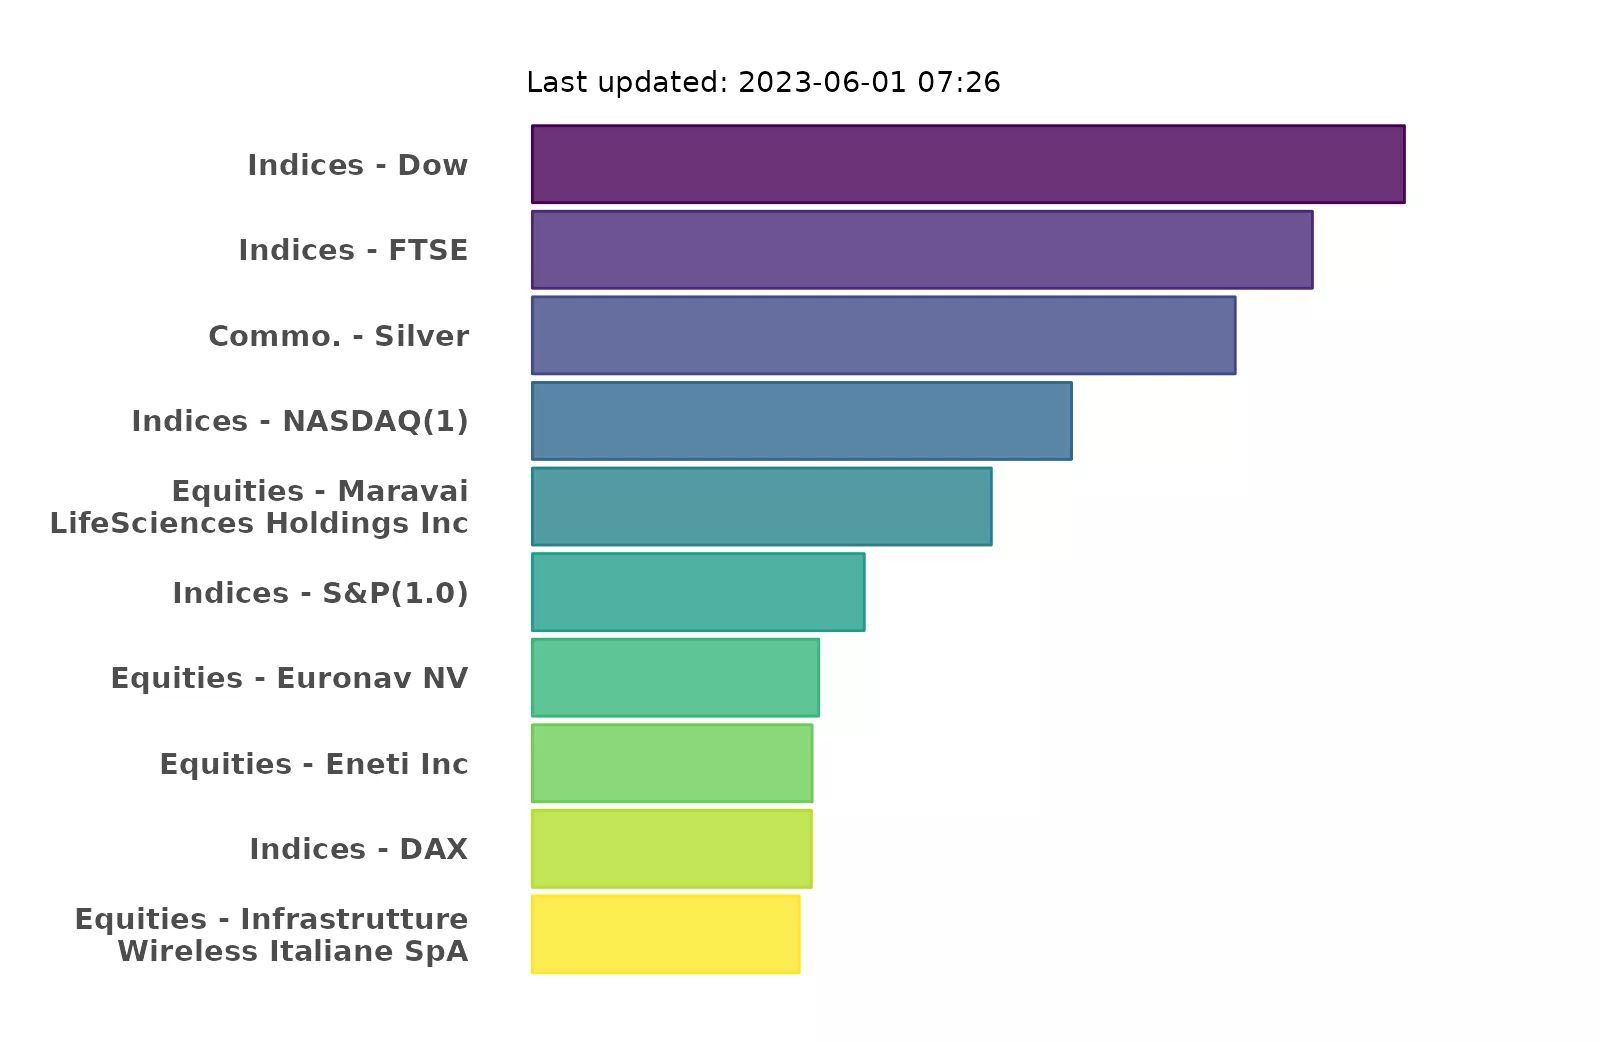 Last updated: 2023-06-01 07:26
Indices - Dow
Indices - FTSE
Commo. - Silver
Indices - NASDAQ(1)
Equities - Maravai
LifeSciences Holdings Inc
Indices - S&P(1.0)
Equities - Euronav NV
Equities - Eneti Inc
Indices - DAX
Equities - Infrastrutture
Wireless Italiane SpA